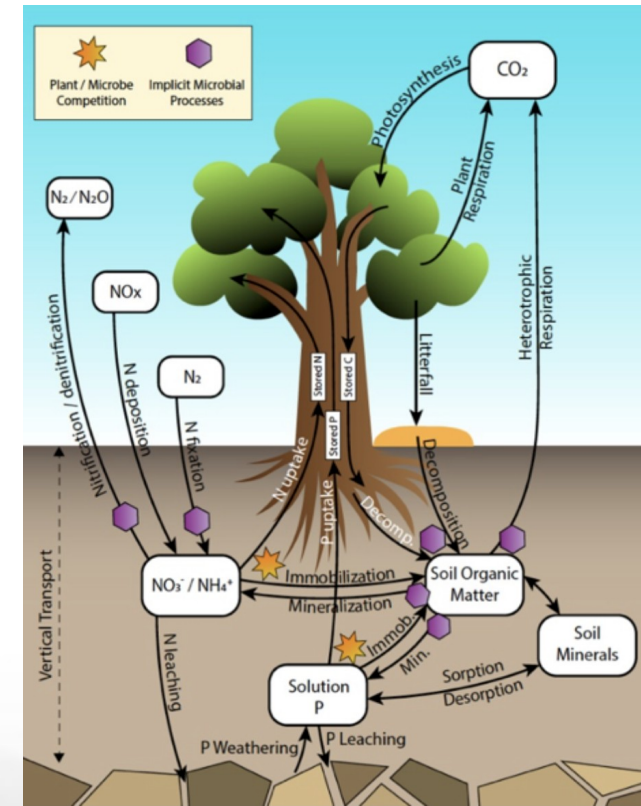 Plant / Microbe
Competition
Implicit Microbial
Processes
CO₂
Photosynthesis
Plant
Respiration
N₂/N₂O
NOx
N₂
Nitrification / denitrification
N deposition
N fixation
Heterotrophic
Respiration
Litterfall
Stored N
Stored C
Stored P
N uptake
P uptake
Decomp.
Decomposition
Vertical Transport
NO₃⁻/ NH₄⁺
Immobilization
Mineralization
Soil Organic
Matter
Immob.
Min.
Soil
Minerals
N leaching
Solution
P
Sorption
Desorption
P Weathering
P Leaching